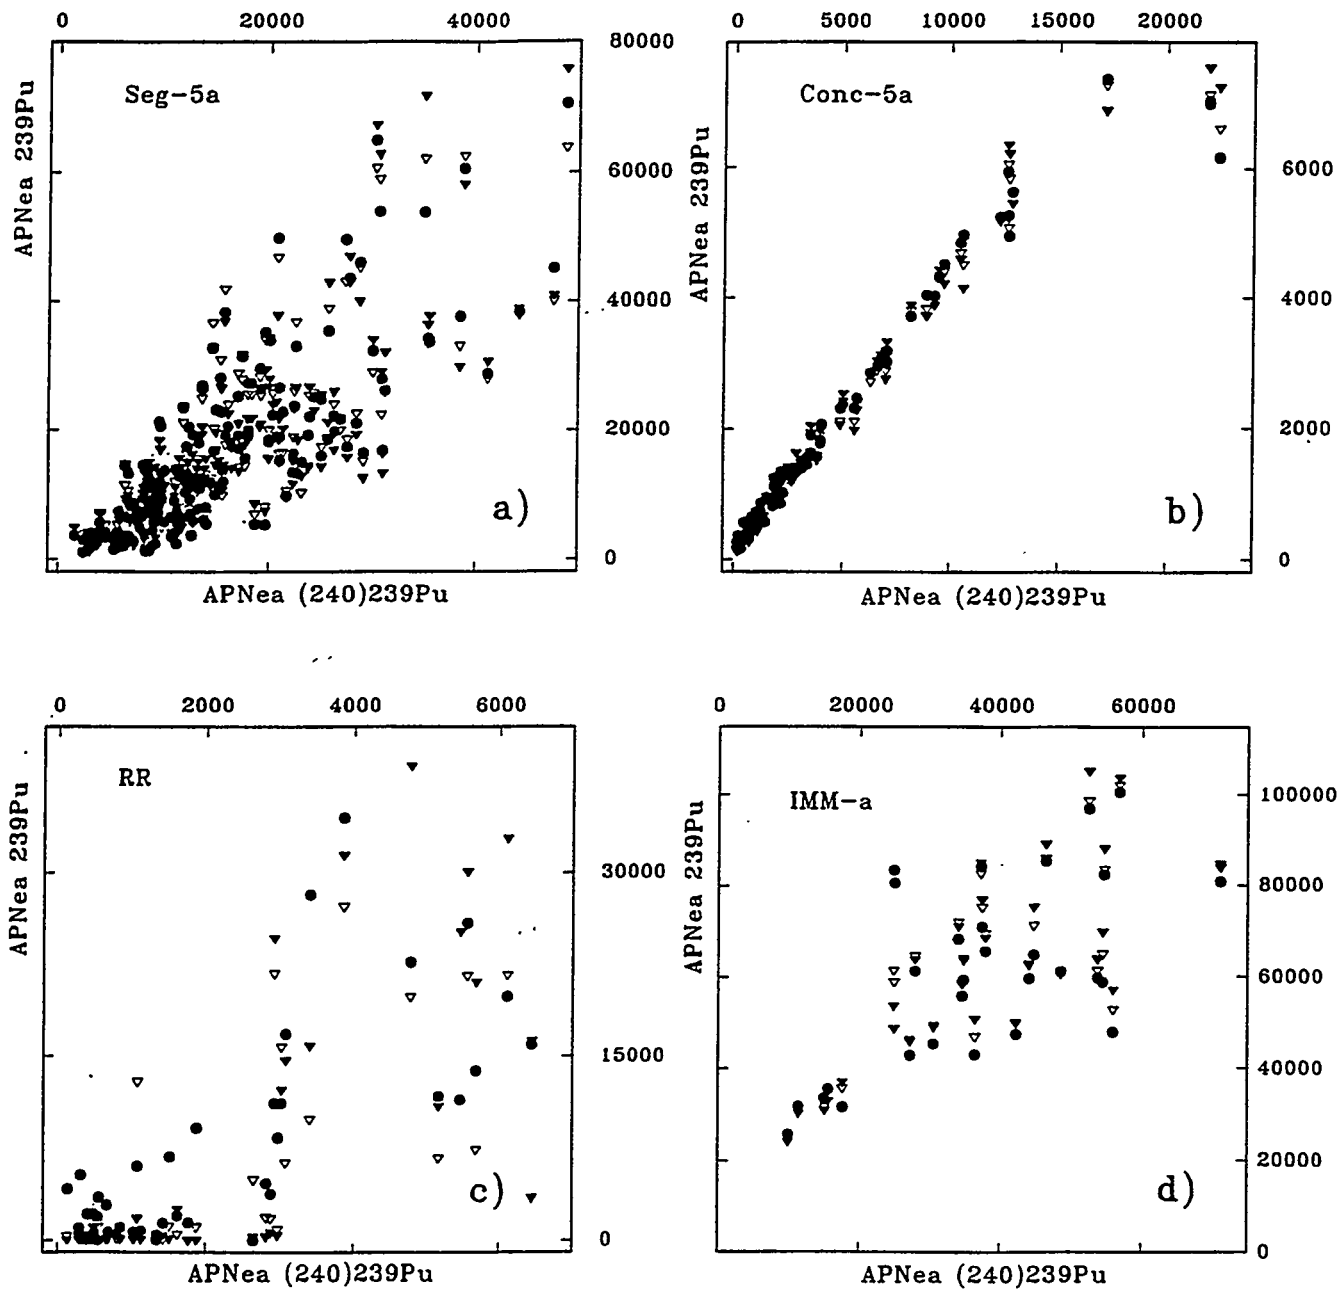 0 20000 40000
80000
Seg-5a
APNea 239Pu
60000
40000
20000
a)
0
APNea (240)239Pu
0 5000 10000 15000 20000
Conc-5a
APNea 239Pu
6000
4000
2000
b)
0
APNea (240)239Pu
0 2000 4000 6000
RR
APNea 239Pu
30000
15000
c)
0
APNea (240)239Pu
0 20000 40000 60000
IMM-a
APNea 239Pu
100000
80000
60000
40000
20000
d)
0
APNea (240)239Pu